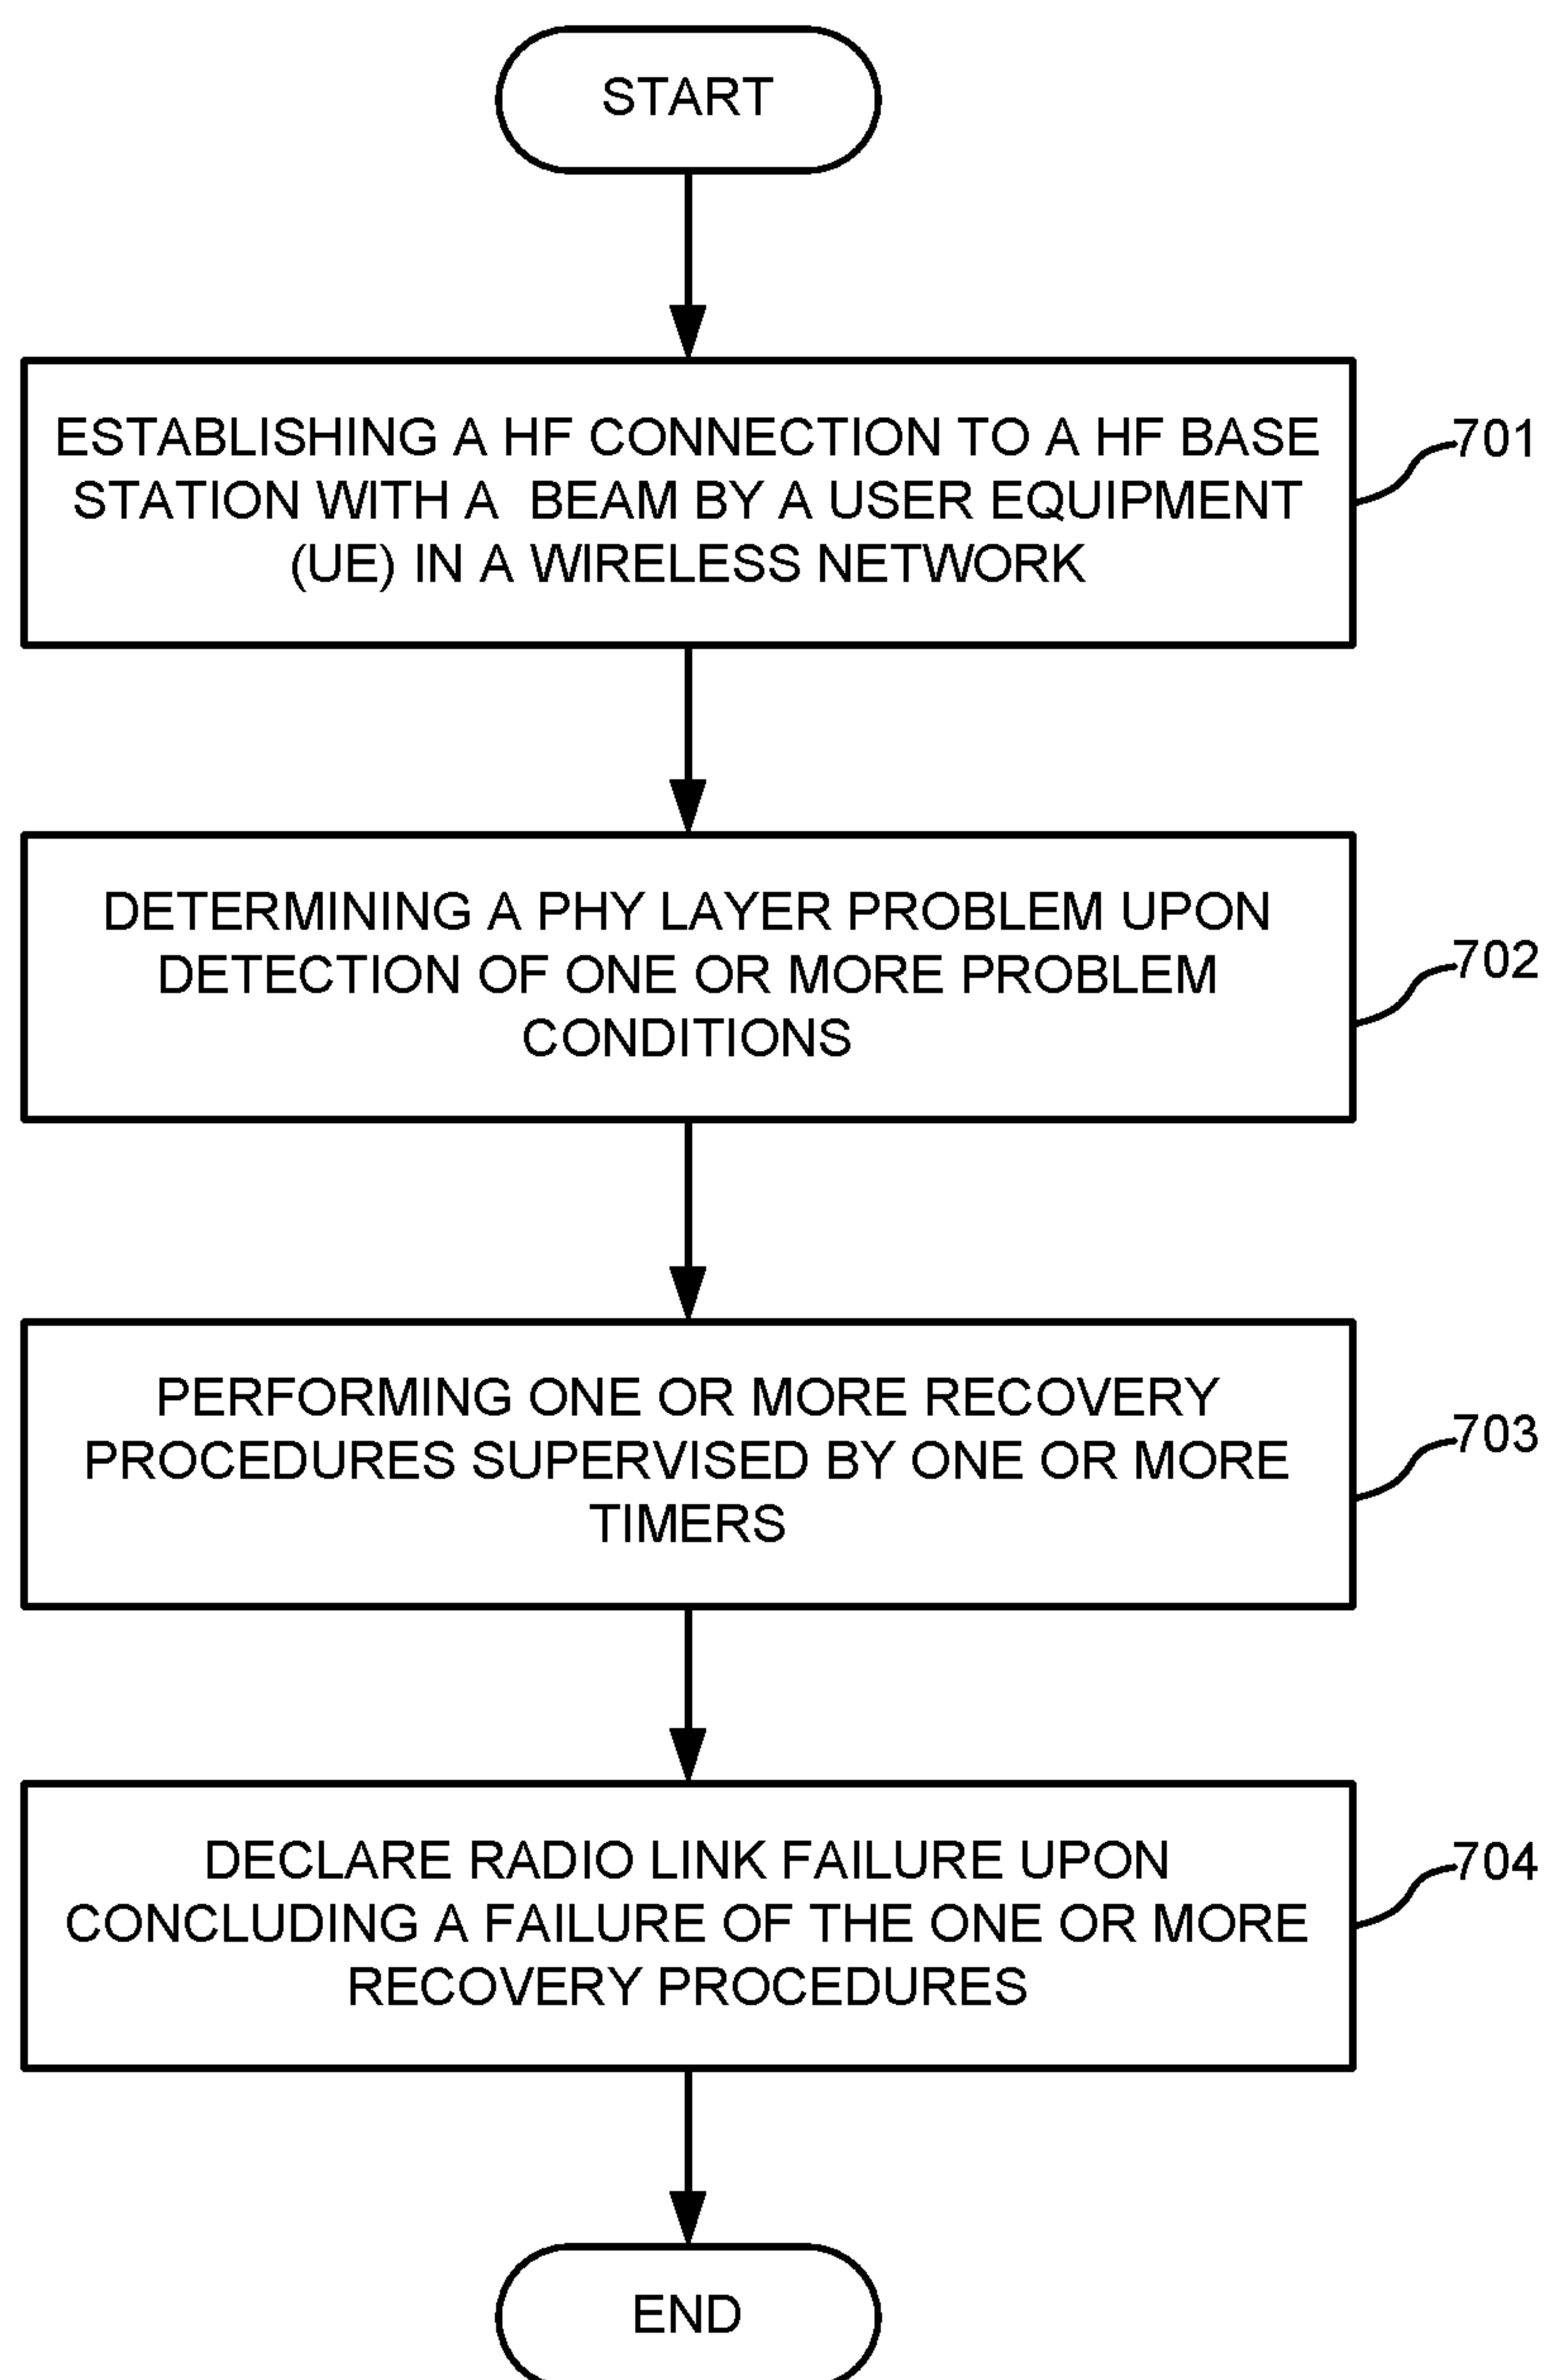 START
ESTABLISHING A HF CONNECTION TO A HF BASE
STATION WITH A BEAM BY A USER EQUIPMENT
(UE) IN A WIRELESS NETWORK
701
DETERMINING A PHY LAYER PROBLEM UPON
DETECTION OF ONE OR MORE PROBLEM
CONDITIONS
702
PERFORMING ONE OR MORE RECOVERY
PROCEDURES SUPERVISED BY ONE OR MORE
TIMERS
703
DECLARE RADIO LINK FAILURE UPON
CONCLUDING A FAILURE OF THE ONE OR MORE
RECOVERY PROCEDURES
704
END